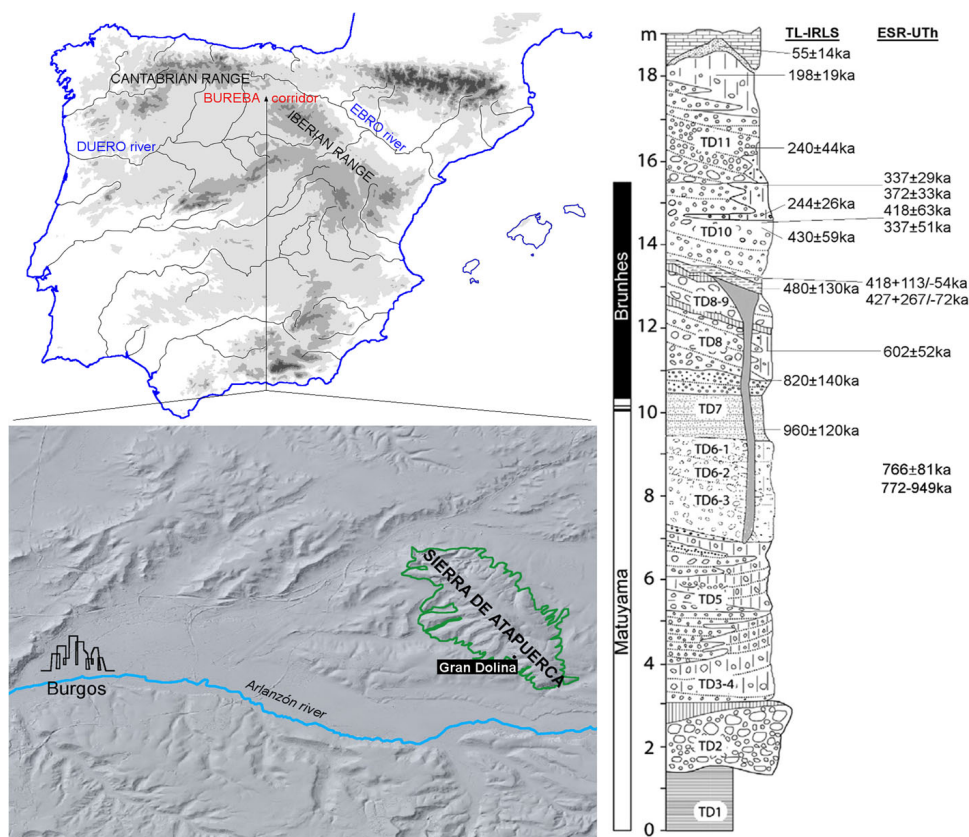 CANTABRIAN RANGE
BUREBA corridor
EBRO river
IBERIAN RANGE
DUERO river
SIERRA DE ATAPUERCA
Gran Dolina
Burgos
Arlanzón river
TL-IRLS
ESR-UTh
m
55±14ka
18
198±19ka
TD11
240±44ka
16
337±29ka
372±33ka
244±26ka
418±63ka
337±51ka
TD10
430±59ka
14
480±130ka
418+113/-54ka
427+267/-72ka
TD8-9
12
TD8
602±52ka
820±140ka
10
TD7
960±120ka
TD6-1
TD6-2
766±81ka
772-949ka
8
TD6-3
6
TD5
4
TD3-4
2
TD2
TD1
0
Brunhes
Matuyama